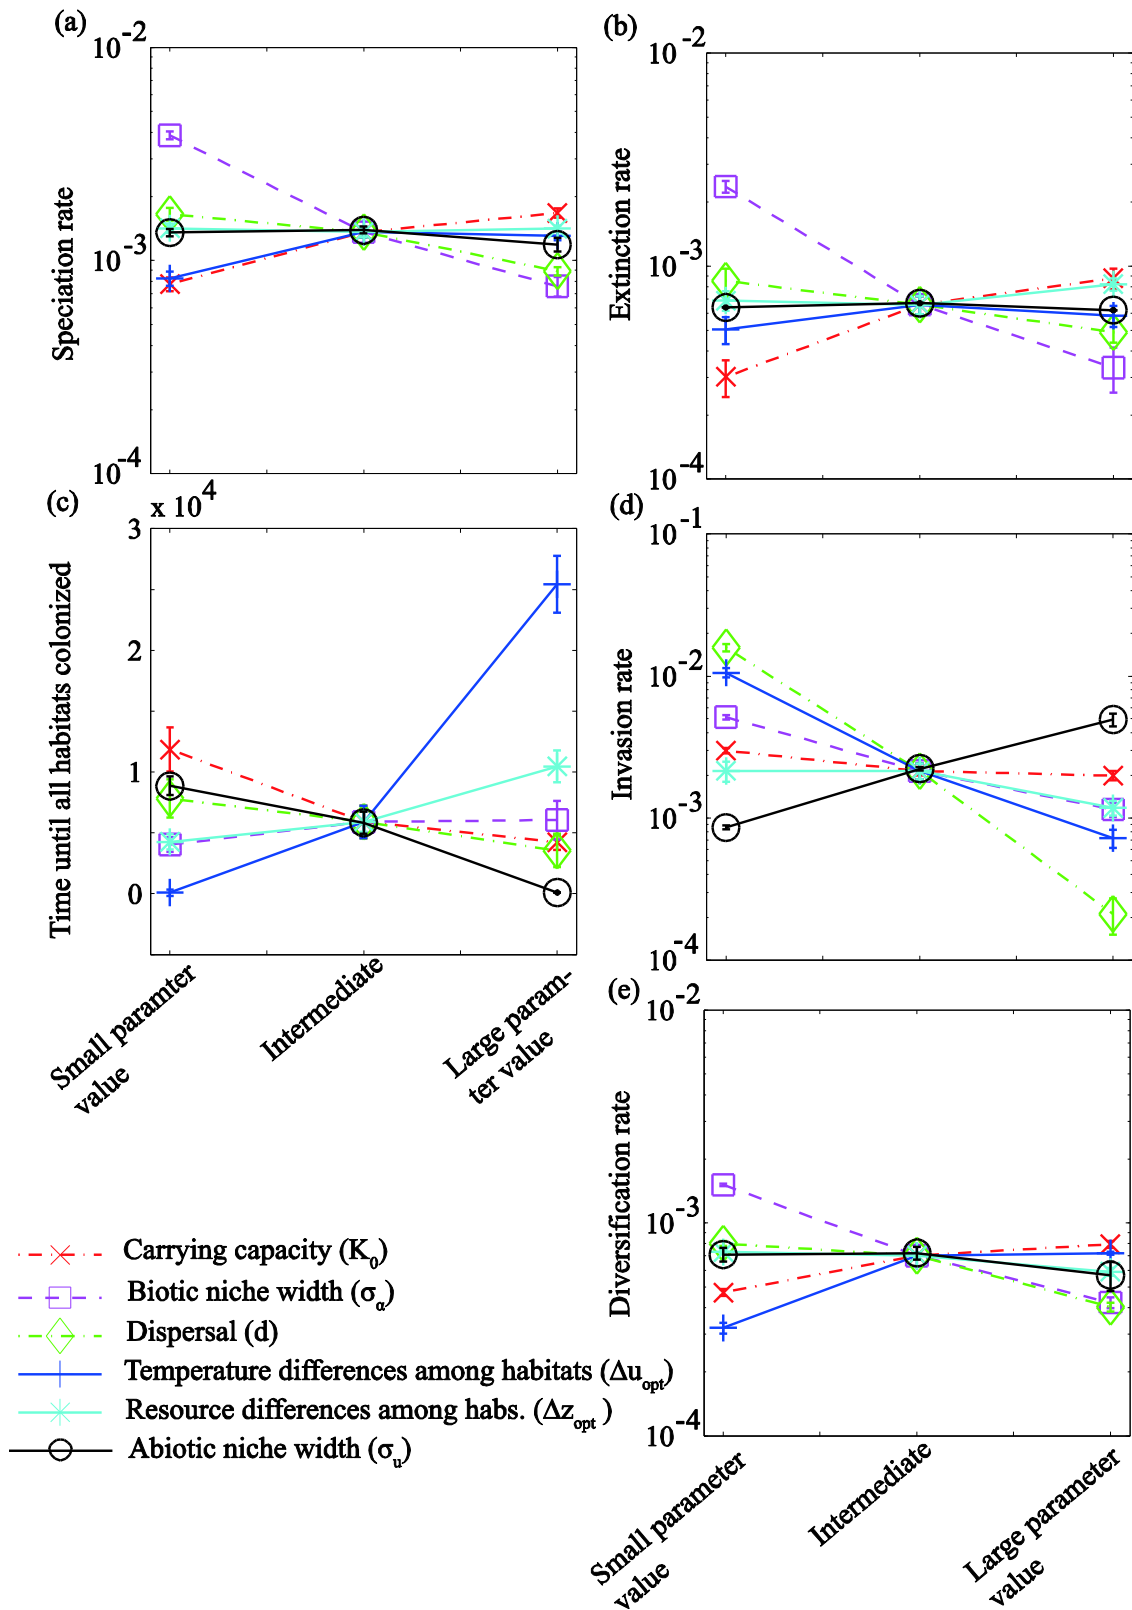 (a)
10-2
10-3
10-4
Speciation rate
(b)
10-2
10-3
10-4
Extinction rate
(c)
x 10^4
3
2
1
0
Time until all habitats colonized
Small paramter
value
Intermediate
Large param-
ter value
(d)
10-1
10-2
10-3
10-4
Invasion rate
(e)
10-2
10-3
10-4
Diversification rate
Small parameter
value
Intermediate
Large parameter
value
Carrying capacity (K0)
Biotic niche width (σα)
Dispersal (d)
Temperature differences among habitats (Δuopt)
Resource differences among habs. (Δzopt )
Abiotic niche width (σu)